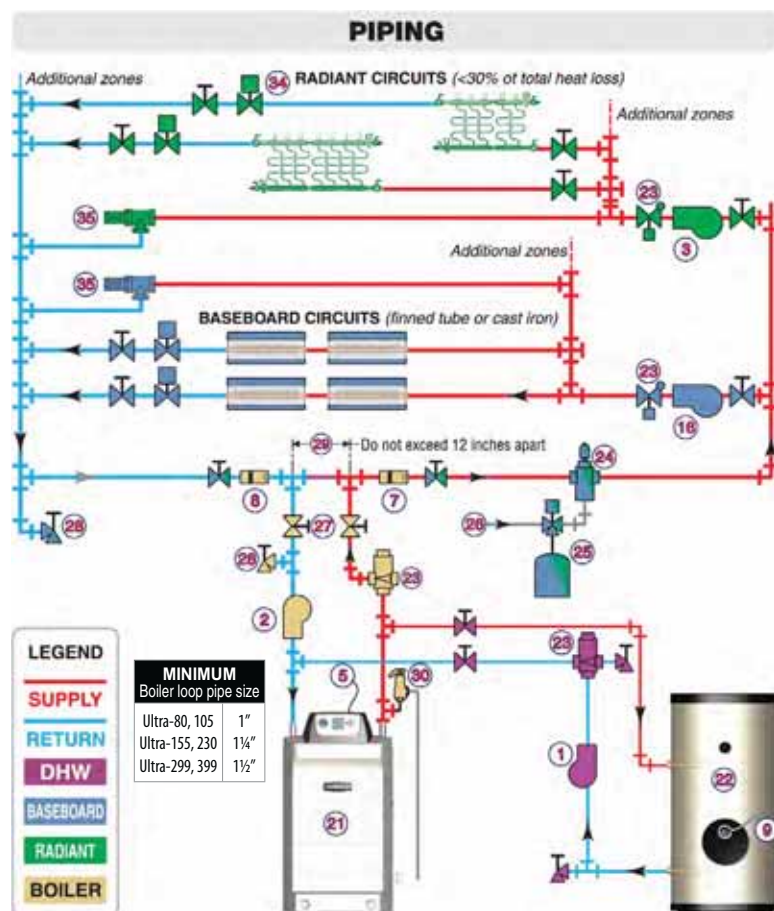 PIPING
Additional zones
34
RADIANT CIRCUITS (<30% of total heat loss)
Additional zones
35
23
3
Additional zones
35
BASEBOARD CIRCUITS (finned tube or cast iron)
23
16
29
Do not exceed 12 inches apart
24
8
7
28
27
26
25
28
23
2
23
LEGEND
SUPPLY
RETURN
DHW
BASEBOARD
RADIANT
BOILER
MINIMUM
Boiler loop pipe size
Ultra-80, 105 1"
Ultra-155, 230 1¼"
Ultra-299, 399 1½"
5
30
1
22
21
9